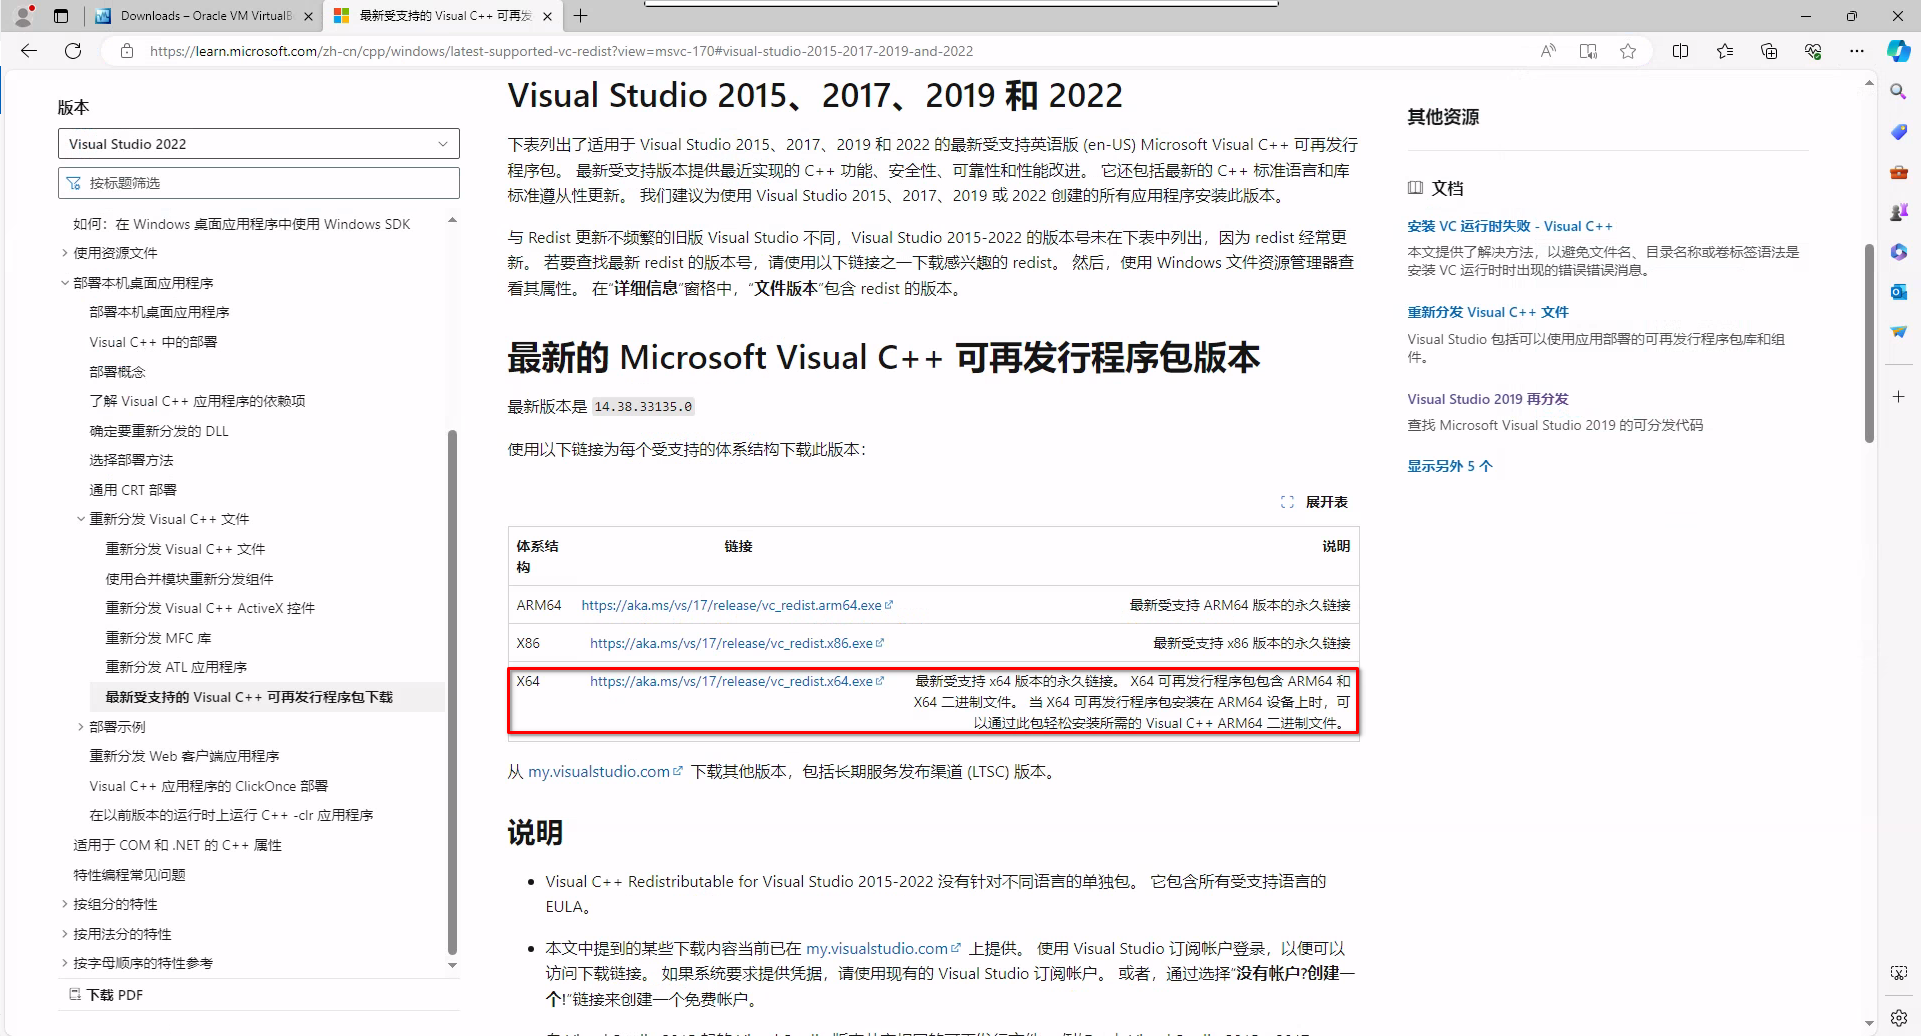 Downloads – Oracle VM VirtualB
最新受支持的 Visual C++ 可再发
https://learn.microsoft.com/zh-cn/cpp/windows/latest-supported-vc-redist?view=msvc-170#visual-studio-2015-2017-2019-and-2022
版本
Visual Studio 2022
按标题筛选
如何：在 Windows 桌面应用程序中使用 Windows SDK
使用资源文件
部署本机桌面应用程序
部署本机桌面应用程序
Visual C++ 中的部署
部署概念
了解 Visual C++ 应用程序的依赖项
确定要重新分发的 DLL
选择部署方法
通用 CRT 部署
重新分发 Visual C++ 文件
重新分发 Visual C++ 文件
使用合并模块重新分发组件
重新分发 Visual C++ ActiveX 控件
重新分发 MFC 库
重新分发 ATL 应用程序
最新受支持的 Visual C++ 可再发行程序包下载
部署示例
重新分发 Web 客户端应用程序
Visual C++ 应用程序的 ClickOnce 部署
在以前版本的运行时上运行 C++ -clr 应用程序
适用于 COM 和 .NET 的 C++ 属性
特性编程常见问题
按组分的特性
按用法分的特性
按字母顺序的特性参考
下载 PDF
Visual Studio 2015、2017、2019 和 2022
下表列出了适用于 Visual Studio 2015、2017、2019 和 2022 的最新受支持英语版 (en-US) Microsoft Visual C++ 可再发行
程序包。 最新受支持版本提供最近实现的 C++ 功能、安全性、可靠性和性能改进。 它还包括最新的 C++ 标准语言和库
标准遵从性更新。 我们建议为使用 Visual Studio 2015、2017、2019 或 2022 创建的所有应用程序安装此版本。
与 Redist 更新不频繁的旧版 Visual Studio 不同，Visual Studio 2015-2022 的版本号未在下表中列出，因为 redist 经常更
新。 若要查找最新 redist 的版本号，请使用以下链接之一下载感兴趣的 redist。 然后，使用 Windows 文件资源管理器查
看其属性。 在“详细信息”窗格中，“文件版本”包含 redist 的版本。
最新的 Microsoft Visual C++ 可再发行程序包版本
最新版本是 14.38.33135.0
使用以下链接为每个受支持的体系结构下载此版本：
展开表
体系结
构
链接
说明
ARM64 https://aka.ms/vs/17/release/vc_redist.arm64.exe 最新受支持 ARM64 版本的永久链接
X86 https://aka.ms/vs/17/release/vc_redist.x86.exe 最新受支持 x86 版本的永久链接
X64 https://aka.ms/vs/17/release/vc_redist.x64.exe 最新受支持 x64 版本的永久链接。 X64 可再发行程序包包含 ARM64 和
X64 二进制文件。 当 X64 可再发行程序包安装在 ARM64 设备上时，可
以通过此包轻松安装所需的 Visual C++ ARM64 二进制文件。
从 my.visualstudio.com 下载其他版本，包括长期服务发布渠道 (LTSC) 版本。
说明
Visual C++ Redistributable for Visual Studio 2015-2022 没有针对不同语言的单独包。 它包含所有受支持语言的
EULA。
本文中提到的某些下载内容当前已在 my.visualstudio.com 上提供。 使用 Visual Studio 订阅帐户登录，以便可以
访问下载链接。 如果系统要求提供凭据，请使用现有的 Visual Studio 订阅帐户。 或者，通过选择“没有帐户?创建一
个!”链接来创建一个免费帐户。
其他资源
文档
安装 VC 运行时失败 - Visual C++
本文提供了解决方法，以避免文件名、目录名称或卷标签语法是
安装 VC 运行时时出现的错误错误消息。
重新分发 Visual C++ 文件
Visual Studio 包括可以使用应用部署的可再发行程序包库和组
件。
Visual Studio 2019 再分发
查找 Microsoft Visual Studio 2019 的可分发代码
显示另外 5 个